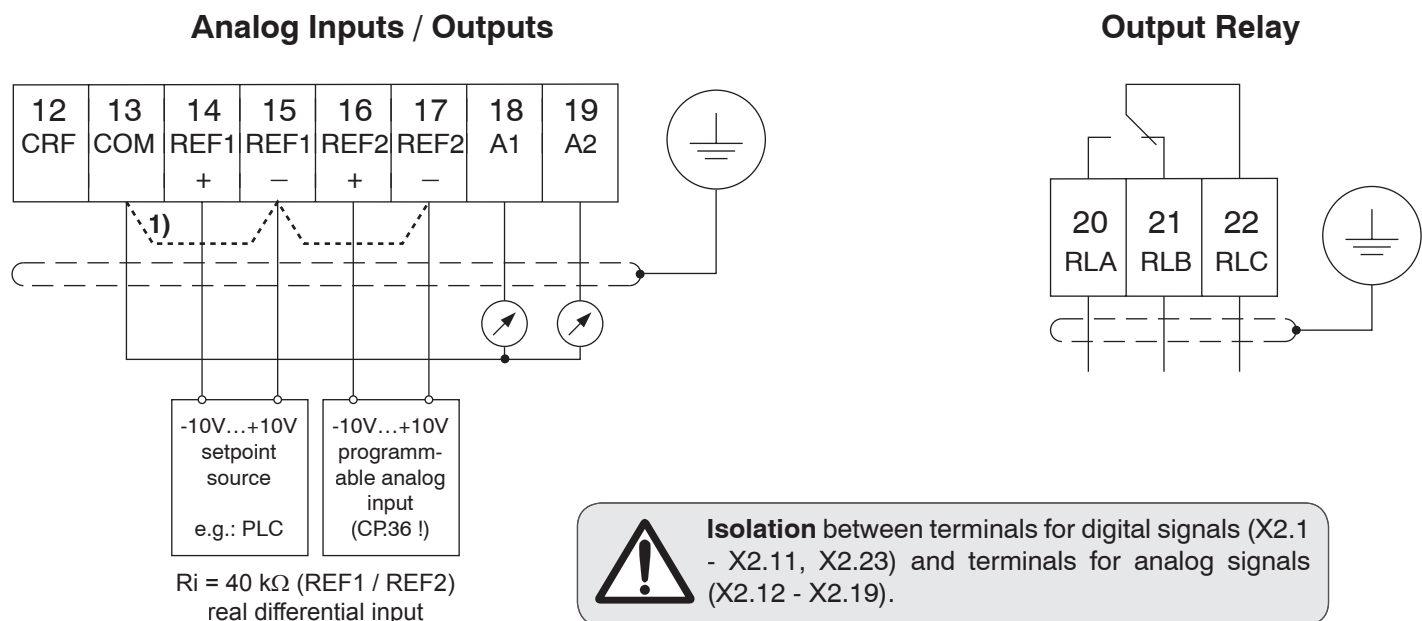 Analog Inputs / Outputs
12 13 14 15 16 17 18 19
CRF COM REF1 REF1 REF2 REF2 A1 A2
+ − + −
1)
-10V…+10V
setpoint
source
e.g.: PLC
-10V…+10V
programm-
able analog
input
(CP.36 !)
Ri = 40 kΩ (REF1 / REF2)
real differential input
Output Relay
20 21 22
RLA RLB RLC
Isolation between terminals for digital signals (X2.1
- X2.11, X2.23) and terminals for analog signals
(X2.12 - X2.19).